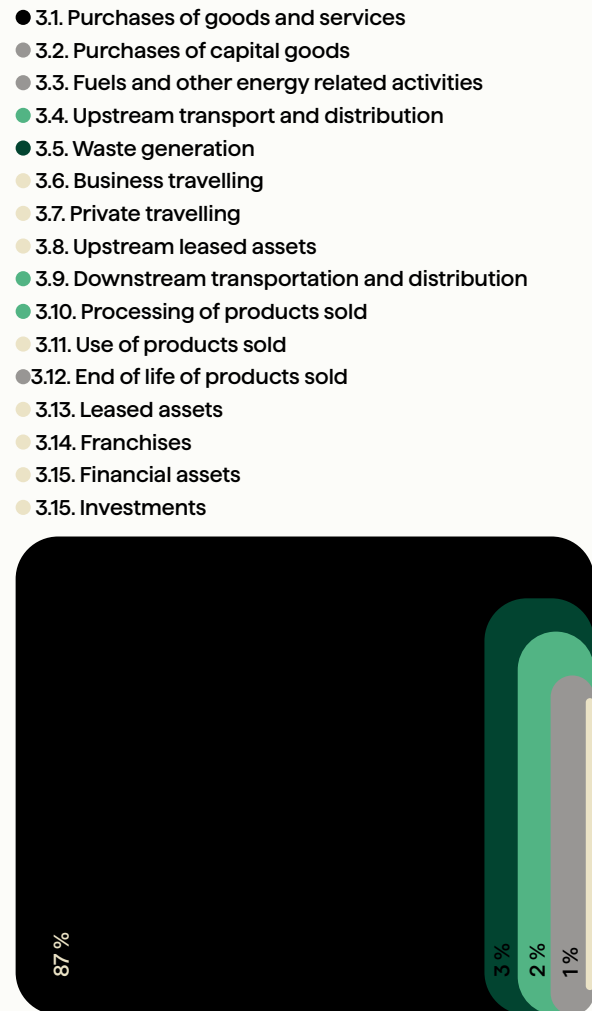 3.1. Purchases of goods and services
3.2. Purchases of capital goods
3.3. Fuels and other energy related activities
3.4. Upstream transport and distribution
3.5. Waste generation
3.6. Business travelling
3.7. Private travelling
3.8. Upstream leased assets
3.9. Downstream transportation and distribution
3.10. Processing of products sold
3.11. Use of products sold
3.12. End of life of products sold
3.13. Leased assets
3.14. Franchises
3.15. Financial assets
3.15. Investments
87 %
3 %
2 %
1 %